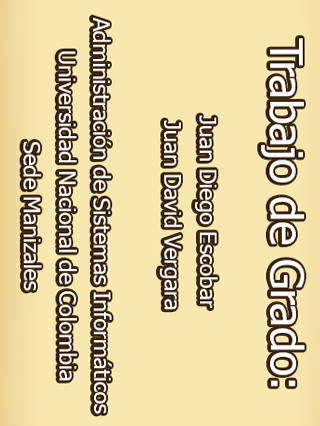 Trabajo de Grado:
Juan Diego Escobar
Juan David Vergara
Administración de Sistemas Informáticos
Universidad Nacional de Colombia
Sede Manizales